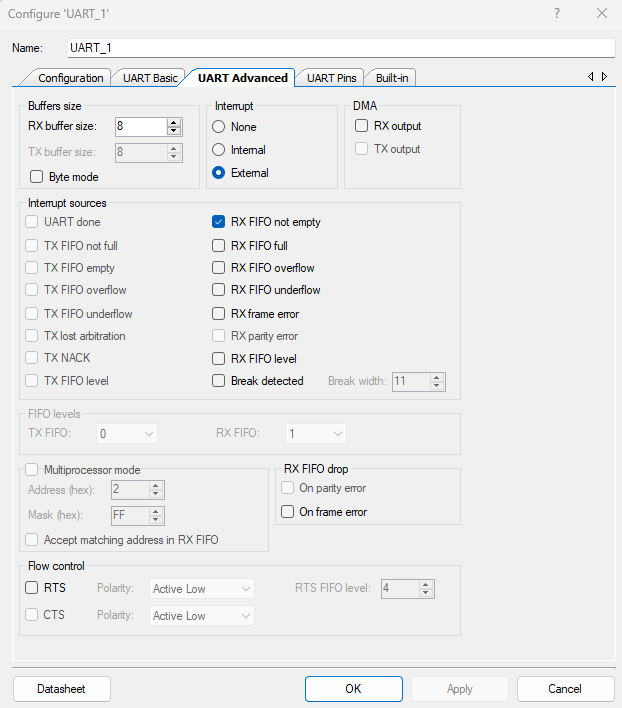 Configure 'UART_1'
Name: UART_1
Configuration UART Basic UART Advanced UART Pins Built-in
Buffers size Interrupt DMA
RX buffer size: 8 None RX output
TX buffer size: 8 Internal TX output
Byte mode External
Interrupt sources
UART done RX FIFO not empty
TX FIFO not full RX FIFO full
TX FIFO empty RX FIFO overflow
TX FIFO overflow RX FIFO underflow
TX FIFO underflow RX frame error
TX lost arbitration RX parity error
TX NACK RX FIFO level
TX FIFO level Break detected Break width: 11
FIFO levels
TX FIFO: 0 RX FIFO: 1
Multiprocessor mode RX FIFO drop
Address (hex): 2 On parity error
Mask (hex): FF On frame error
Accept matching address in RX FIFO
Flow control
RTS Polarity: Active Low RTS FIFO level: 4
CTS Polarity: Active Low
Datasheet OK Apply Cancel